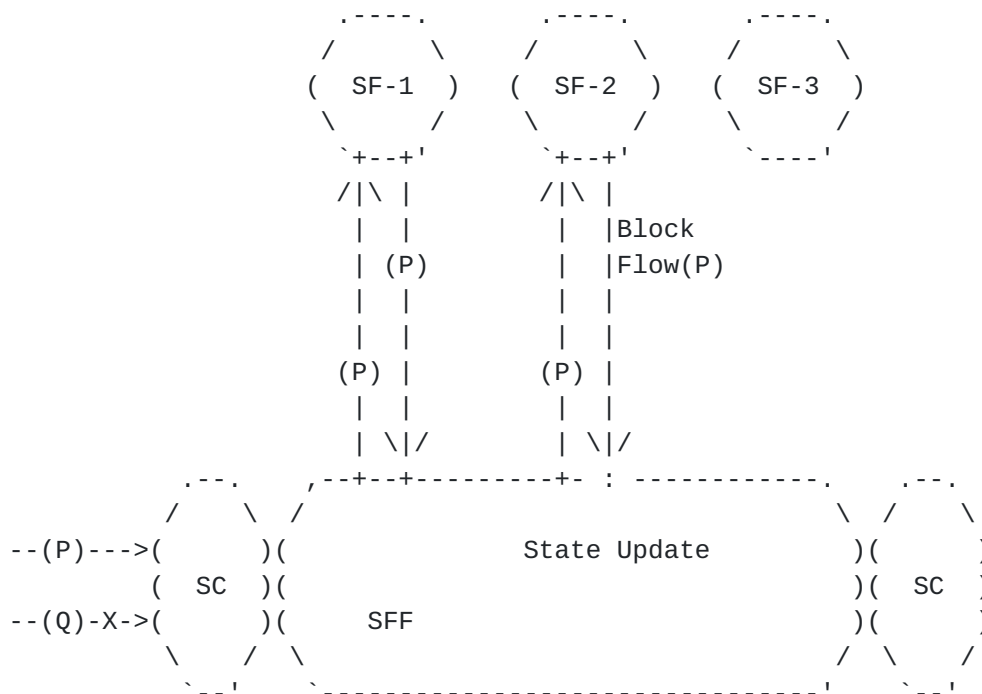 SF-1 SF-2 SF-3
Block
(P) Flow(P)
(P) (P)
--(P)---> State Update
SC SC
--(Q)-X-> SFF